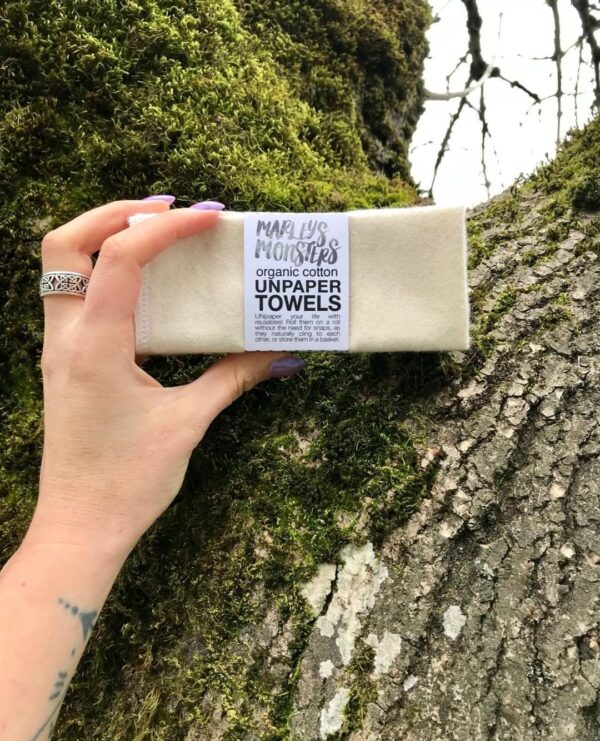 MARLEYS
MONSTERS
organic cotton
UNPAPER
TOWELS
UNpaper your life with
reusables! Roll them on a roll
without the need for snaps, as
they naturally cling to each
other, or store them in a basket.